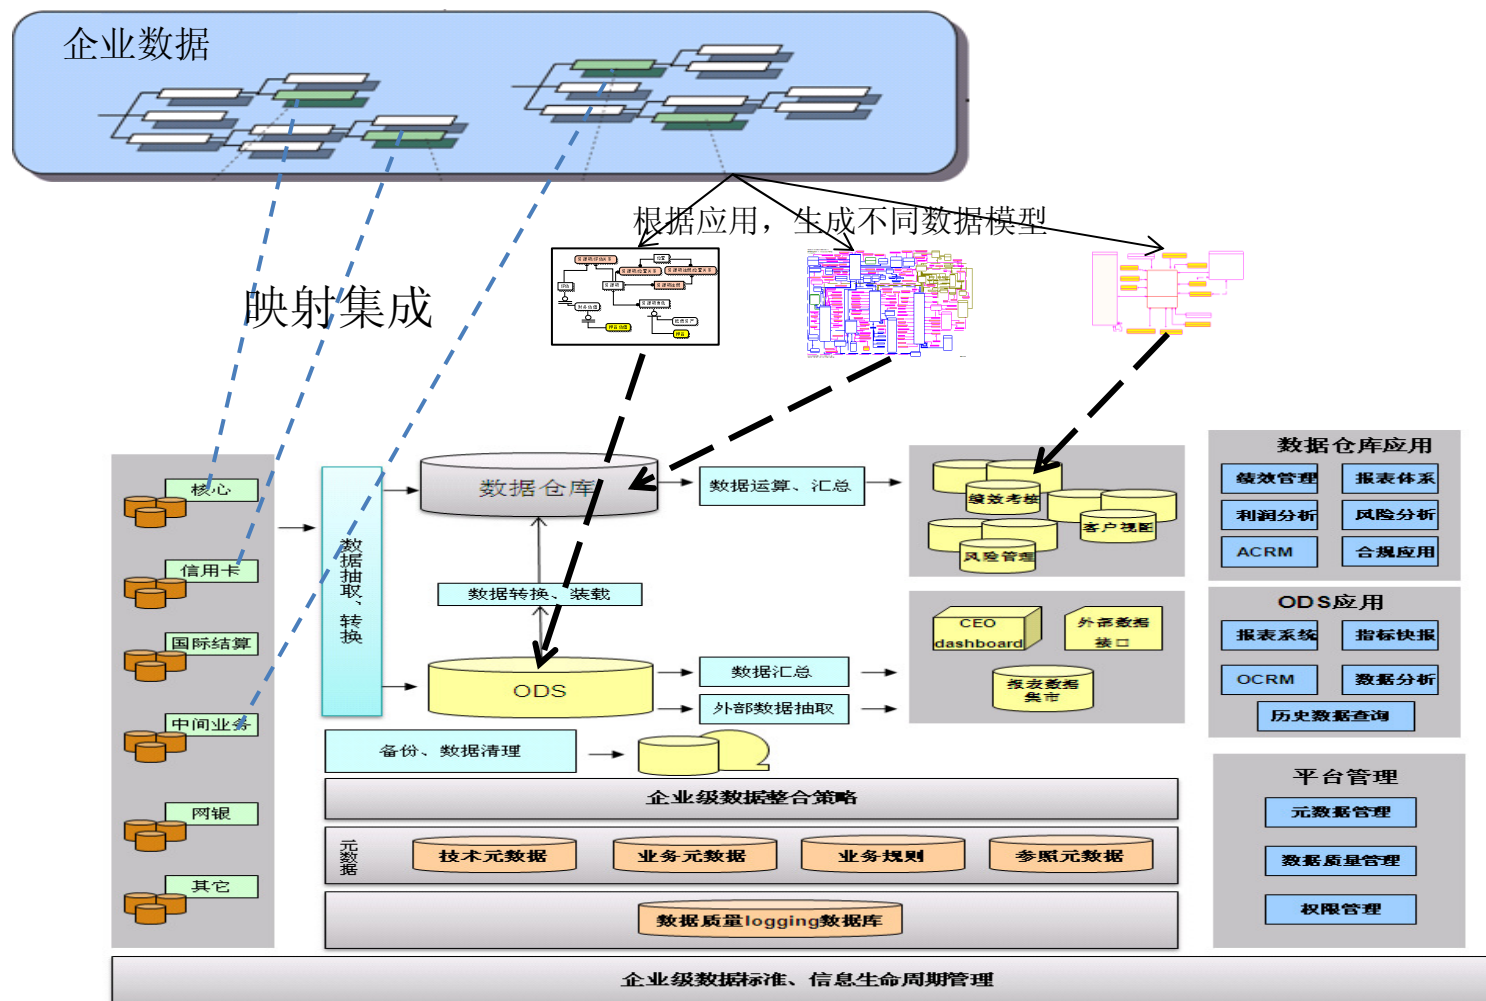 企业数据
根据应用，生成不同数据模型
映射集成
核心
信用卡
国际结算
中间业务
网银
其它
数据抽取、转换
数据仓库
数据转换、装载
ODS
数据运算、汇总
数据汇总
外部数据抽取
绩效考核
客户视图
风险管理
CEO
dashboard
外部数据
接口
报表数据
集市
备份、数据清理
企业级数据整合策略
元数据
技术元数据
业务元数据
业务规则
参照元数据
数据质量logging数据库
数据仓库应用
绩效管理
报表体系
利润分析
风险分析
ACRM
合规应用
ODS应用
报表系统
指标快报
OCRM
数据分析
历史数据查询
平台管理
元数据管理
数据质量管理
权限管理
企业级数据标准、信息生命周期管理